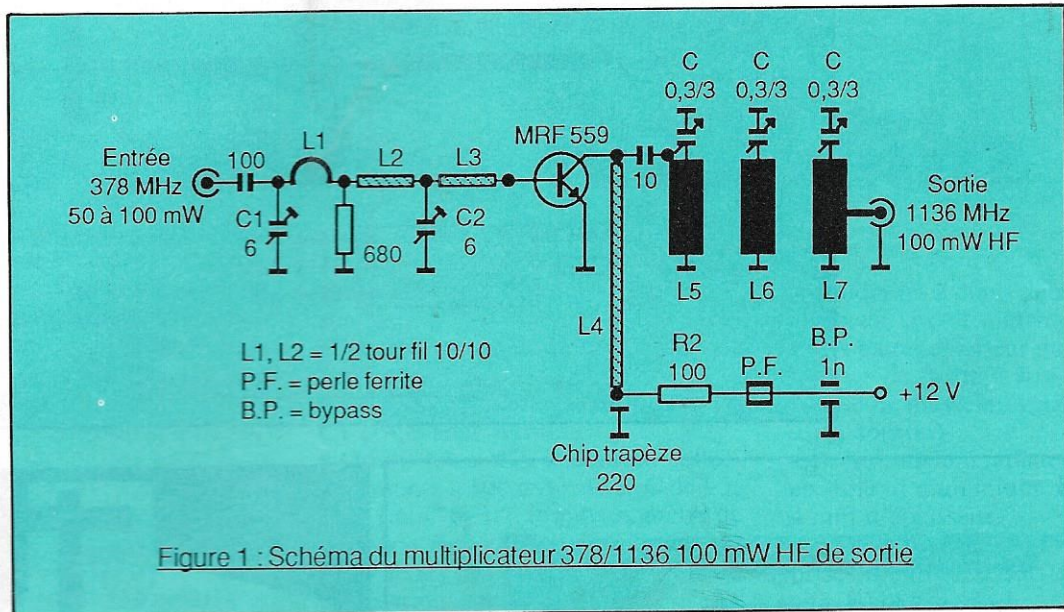 C
C
C
0,3/3
0,3/3
0,3/3
MRF 559
L1
L2
L3
Entrée
378 MHz
50 à 100 mW
100
C1
6
680
C2
6
10
Sortie
1136 MHz
100 mW HF
L5
L6
L7
L4
R2
100
P.F.
B.P.
1n
+12 V
L1, L2 = 1/2 tour fil 10/10
P.F. = perle ferrite
B.P. = bypass
Chip trapèze
220
Figure 1 : Schéma du multiplicateur 378/1136 100 mW HF de sortie